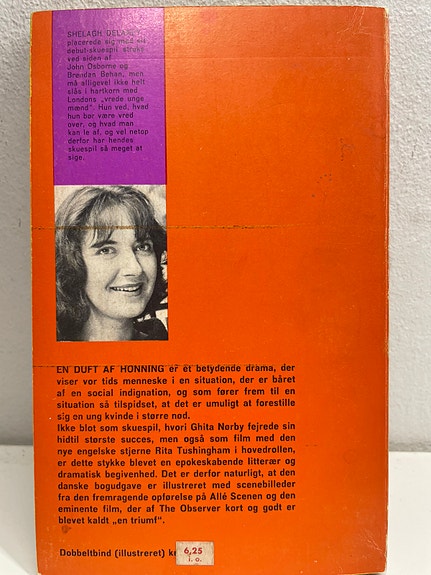 SHELAGH DELANEY
placerede sig med sit
debut-skuespil straks
ved siden af
John Osborne og
Brendan Behan, men
må alligevel ikke helt
slås i hartkorn med
Londons „vrede unge
mænd". Hun ved, hvad
hun bør være vred
over, og hvad man
kan le af, og vel netop
derfor har hendes
skuespil så meget at
sige.
EN DUFT AF HONNING er et betydende drama, der
viser vor tids menneske i en situation, der er båret
af en social indignation, og som fører frem til en
situation så tilspidset, at det er umuligt at forestille
sig en ung kvinde i større nød.
Ikke blot som skuespil, hvori Ghita Nørby fejrede sin
hidtil største succes, men også som film med den
nye engelske stjerne Rita Tushingham i hovedrollen,
er dette stykke blevet en epokeskabende litterær og
dramatisk begivenhed. Det er derfor naturligt, at den
danske bogudgave er illustreret med scenebilleder
fra den fremragende opførelse på Allé Scenen og den
eminente film, der af The Observer kort og godt er
blevet kaldt „en triumf".
Dobbeltbind (illustreret) kr 6,25
I. O.